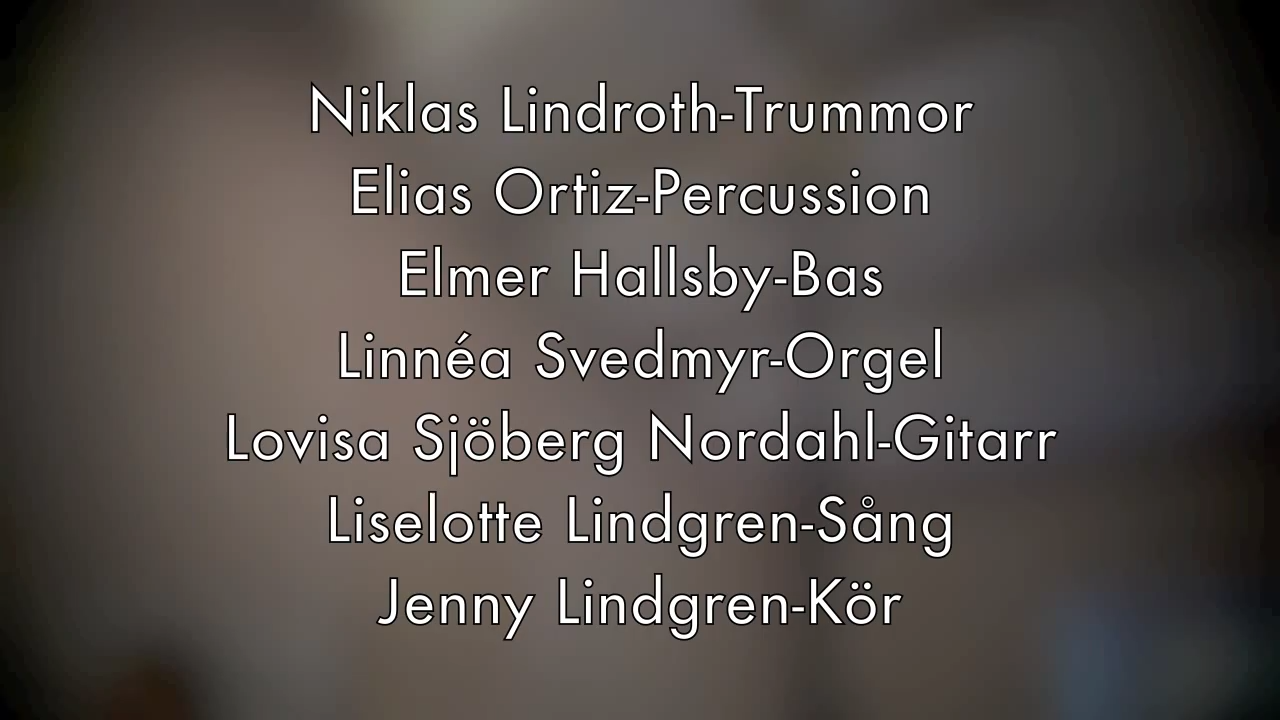 Niklas Lindroth-Trummor
Elias Ortiz-Percussion
Elmer Hallsby-Bas
Linnéa Svedmyr-Orgel
Lovisa Sjöberg Nordahl-Gitarr
Liselotte Lindgren-Sång
Jenny Lindgren-Kör